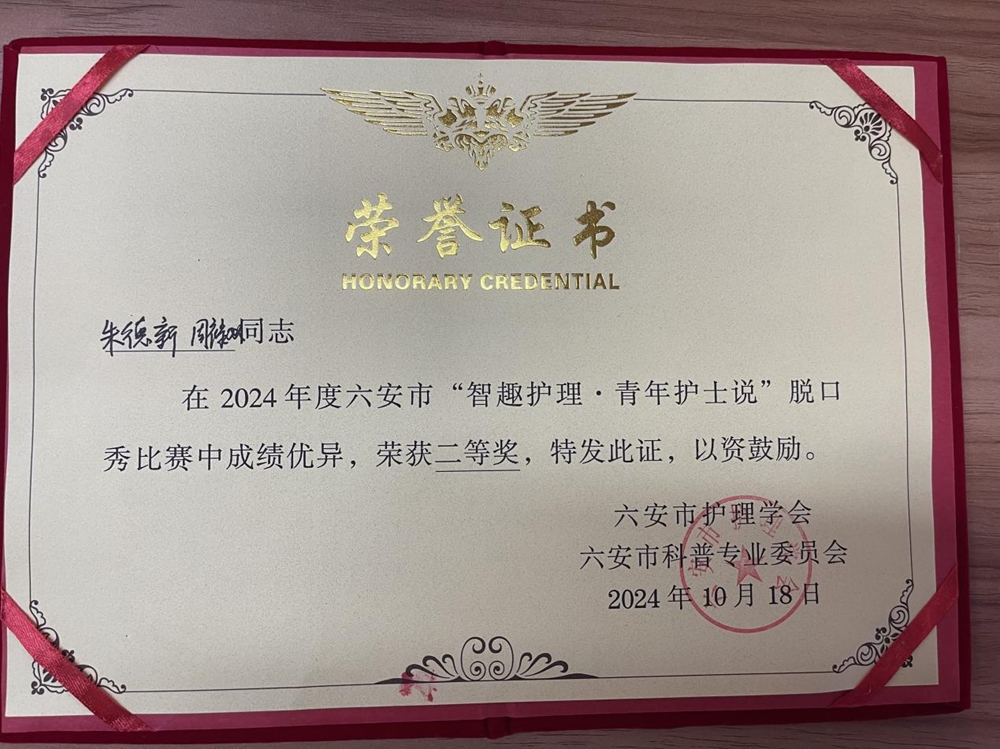 荣誉证书
HONORARY CREDENTIAL
朱德新 周 同志
在 2024 年度六安市“智趣护理·青年护士说”脱口
秀比赛中成绩优异，荣获二等奖，特发此证，以资鼓励。
六安市护理学会
六安市科普专业委员会
2024 年 10 月 18 日